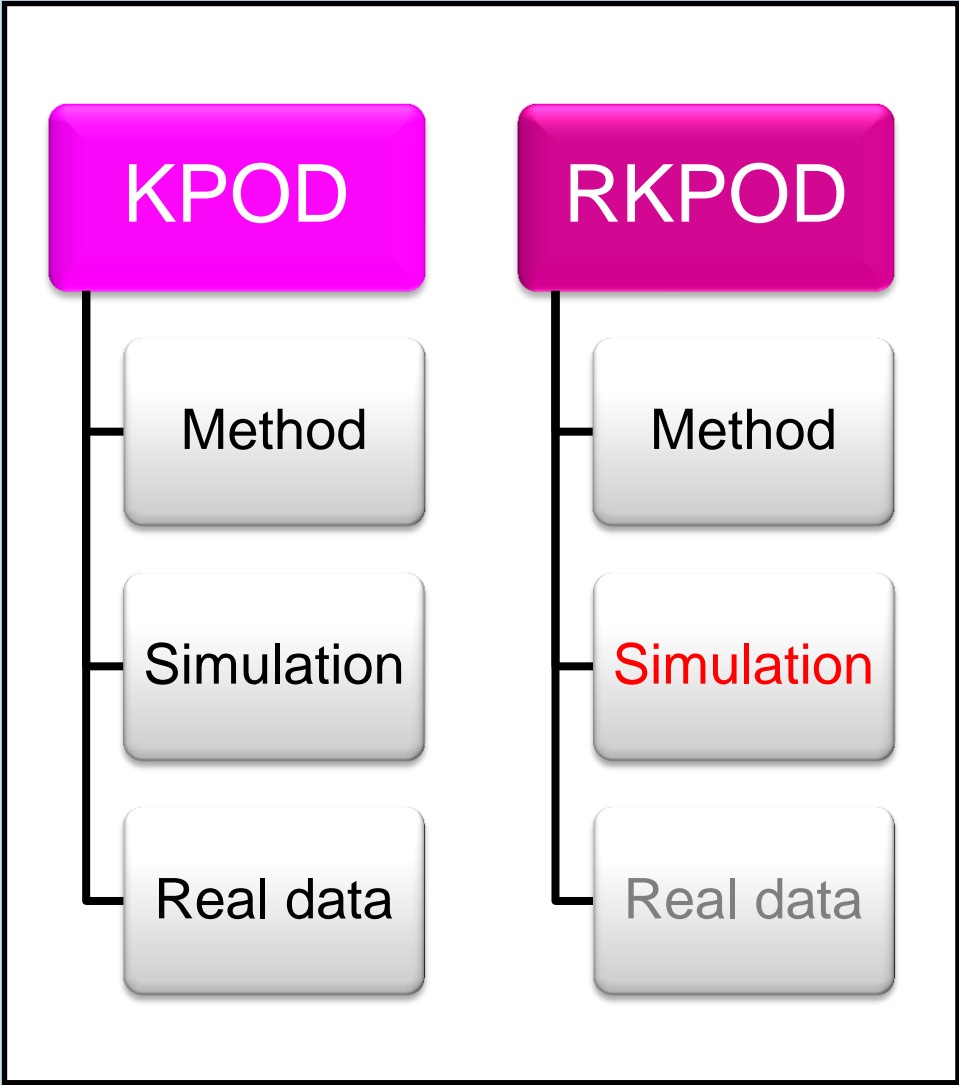 KPOD
Method
Simulation
Real data
RKPOD
Method
Simulation
Real data